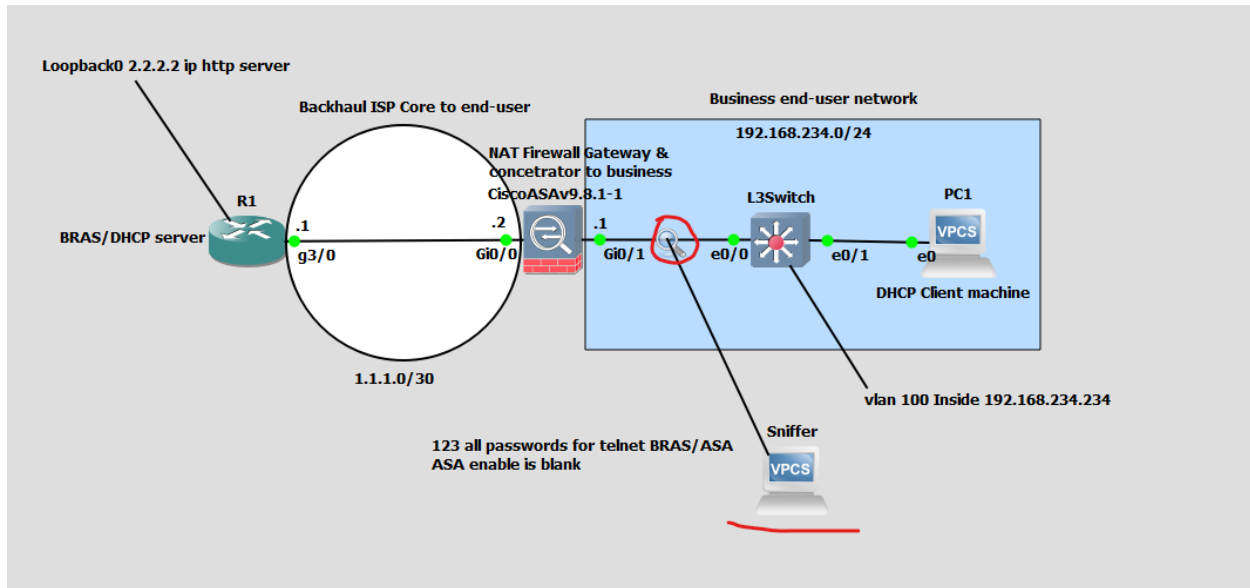 Loopback0 2.2.2.2 ip http server
Backhaul ISP Core to end-user
Business end-user network
192.168.234.0/24
NAT Firewall Gateway &
concetrator to business
CiscoASAv9.8.1-1
R1
BRAS/DHCP server
.1
g3/0
.2
Gi0/0
.1
Gi0/1
L3Switch
e0/0
e0/1
PC1
VPCS
e0
DHCP Client machine
1.1.1.0/30
vlan 100 Inside 192.168.234.234
123 all passwords for telnet BRAS/ASA
ASA enable is blank
Sniffer
VPCS